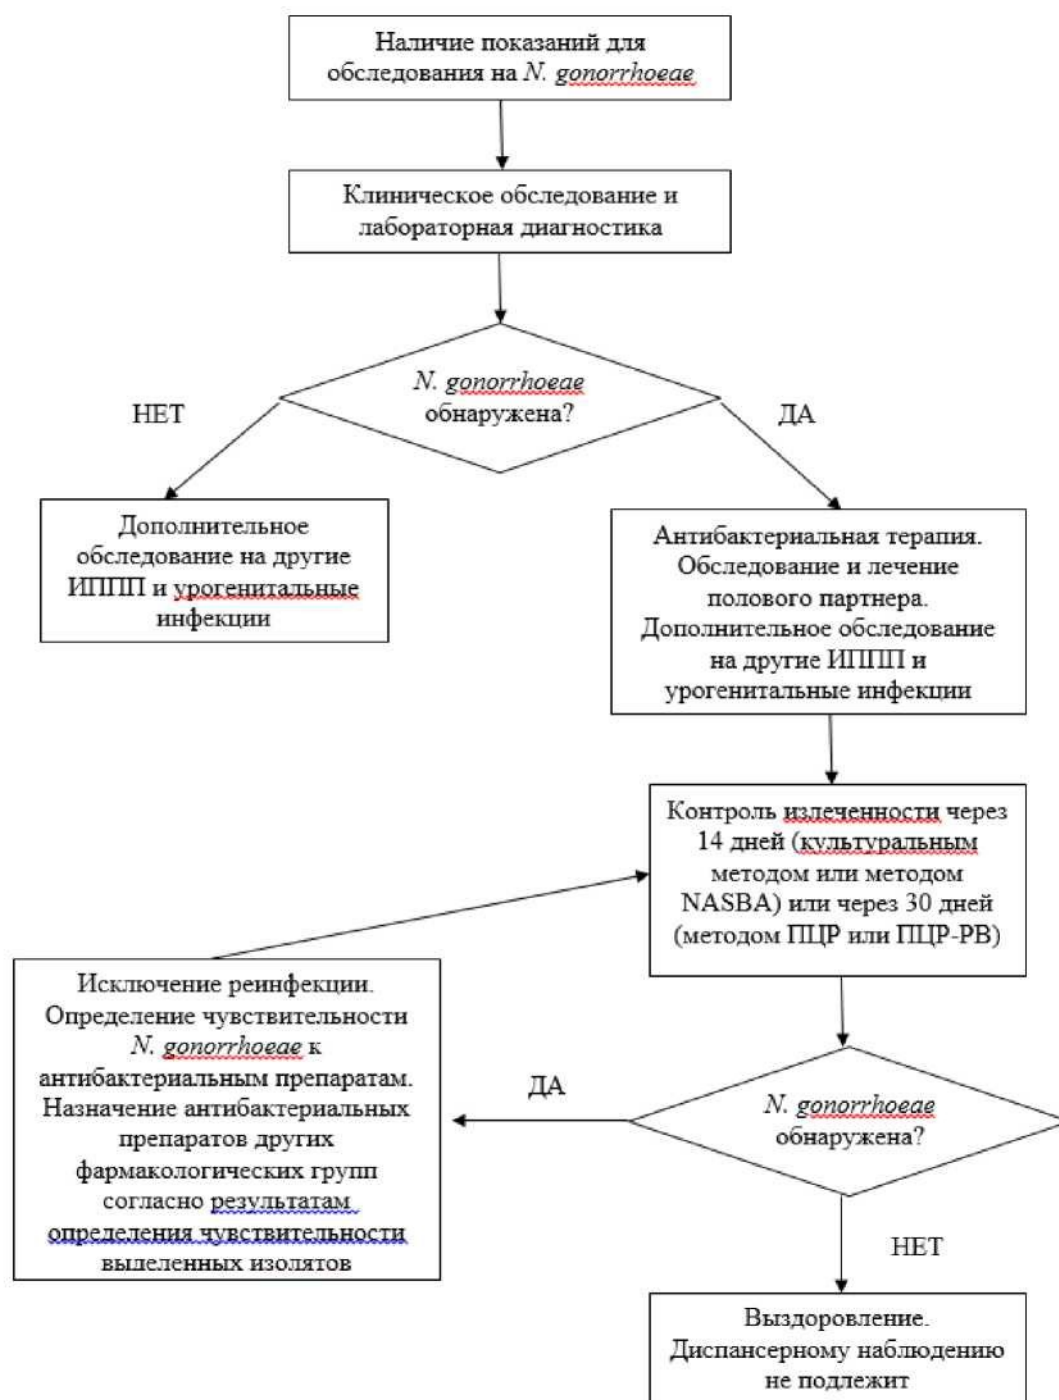 Наличие показаний для
обследования на N. gonorrhoeae
Клиническое обследование и
лабораторная диагностика
N. gonorrhoeae
обнаружена?
НЕТ
ДА
Дополнительное
обследование на другие
ИППП и урогенитальные
инфекции
Антибактериальная терапия.
Обследование и лечение
полового партнера.
Дополнительное обследование
на другие ИППП и
урогенитальные инфекции
Контроль излеченности через
14 дней (культуральным
методом или методом
NASBA) или через 30 дней
(методом ПЦР или ПЦР-РВ)
Исключение реинфекции.
Определение чувствительности
N. gonorrhoeae к
антибактериальным препаратам.
Назначение антибактериальных
препаратов других
фармакологических групп
согласно результатам
определения чувствительности
выделенных изолятов
ДА
N. gonorrhoeae
обнаружена?
НЕТ
Выздоровление.
Диспансерному наблюдению
не подлежит